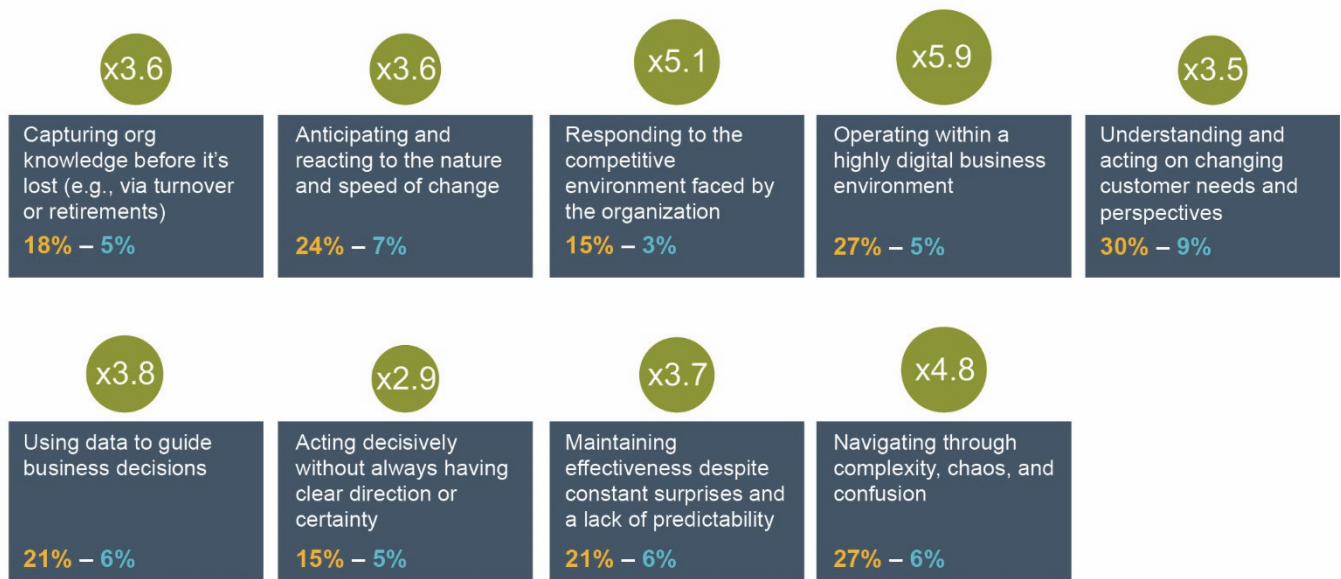 x3.6
Capturing org
knowledge before it's
lost (e.g., via turnover
or retirements)
18% – 5%
x3.6
Anticipating and
reacting to the nature
and speed of change
24% – 7%
x5.1
Responding to the
competitive
environment faced by
the organization
15% – 3%
x5.9
Operating within a
highly digital business
environment
27% – 5%
x3.5
Understanding and
acting on changing
customer needs and
perspectives
30% – 9%
x3.8
Using data to guide
business decisions
21% – 6%
x2.9
Acting decisively
without always having
clear direction or
certainty
15% – 5%
x3.7
Maintaining
effectiveness despite
constant surprises and
a lack of predictability
21% – 6%
x4.8
Navigating through
complexity, chaos, and
confusion
27% – 6%